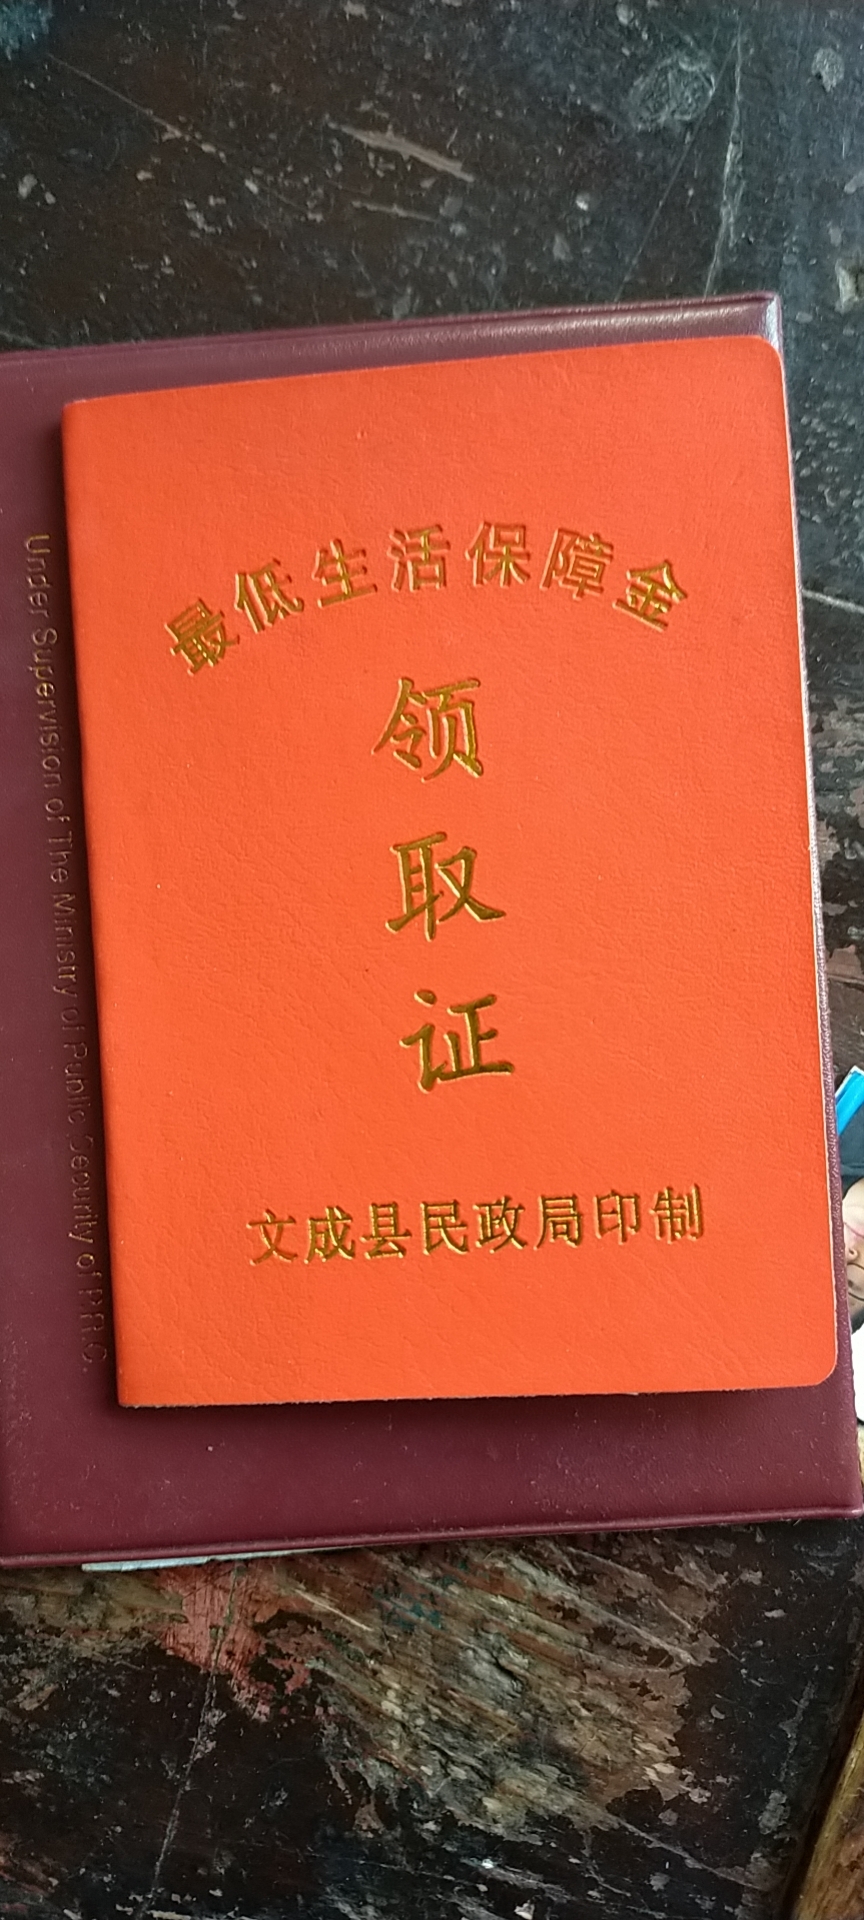 最低生活保障金
领
取
证
文成县民政局印制
Under Supervision of The Ministry of Public Security of P.R.C.